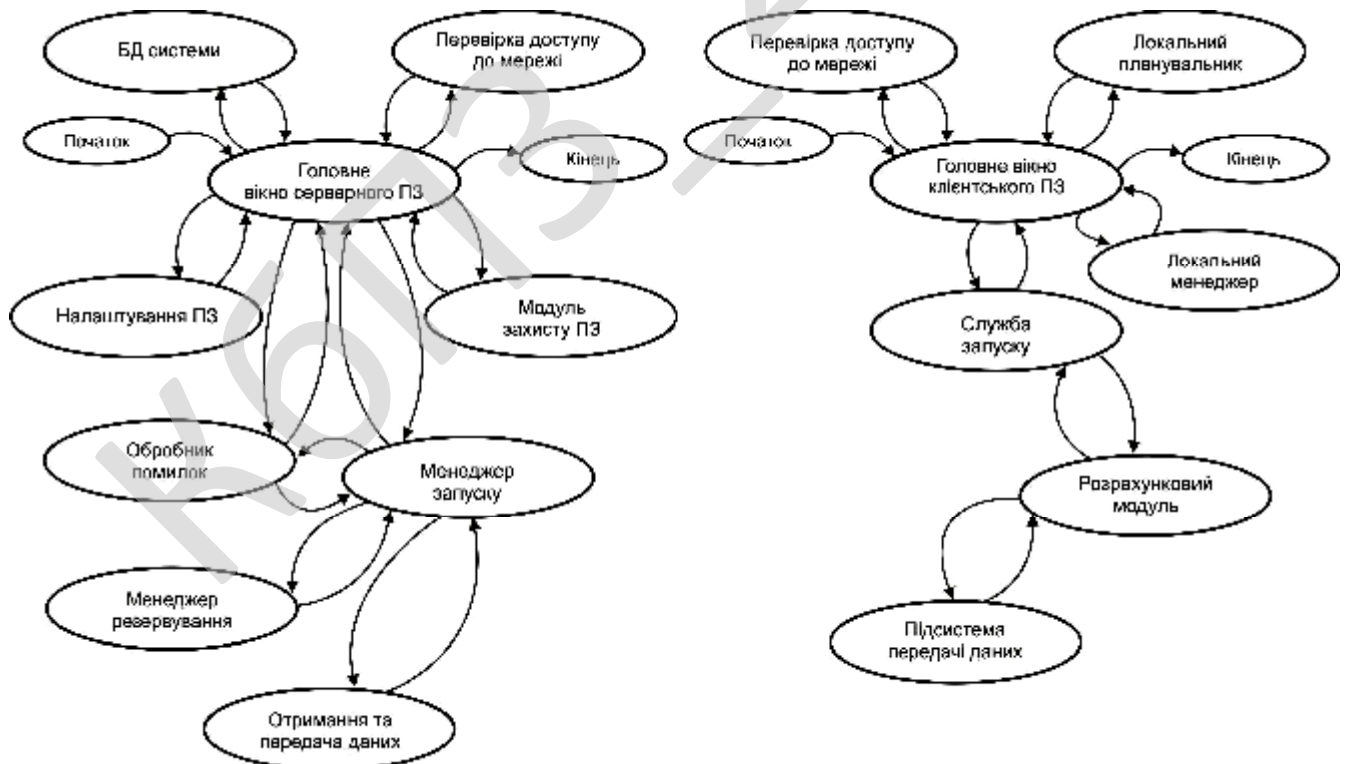 БД системи
Перевірка доступу
до мережі
Початок
Головне
вікно серверного ПЗ
Кінець
Налаштування ПЗ
Модуль
захисту ПЗ
Обробник
помилок
Менеджер
запуску
Менеджер
резервування
Отримання та
передача даних
Перевірка доступу
до мережі
Локальний
планувальник
Початок
Головне вікно
клієнтського ПЗ
Кінець
Локальний
менеджер
Служба
запуску
Розрахунковий
модуль
Підсистема
передачі даних
КбПЗ_